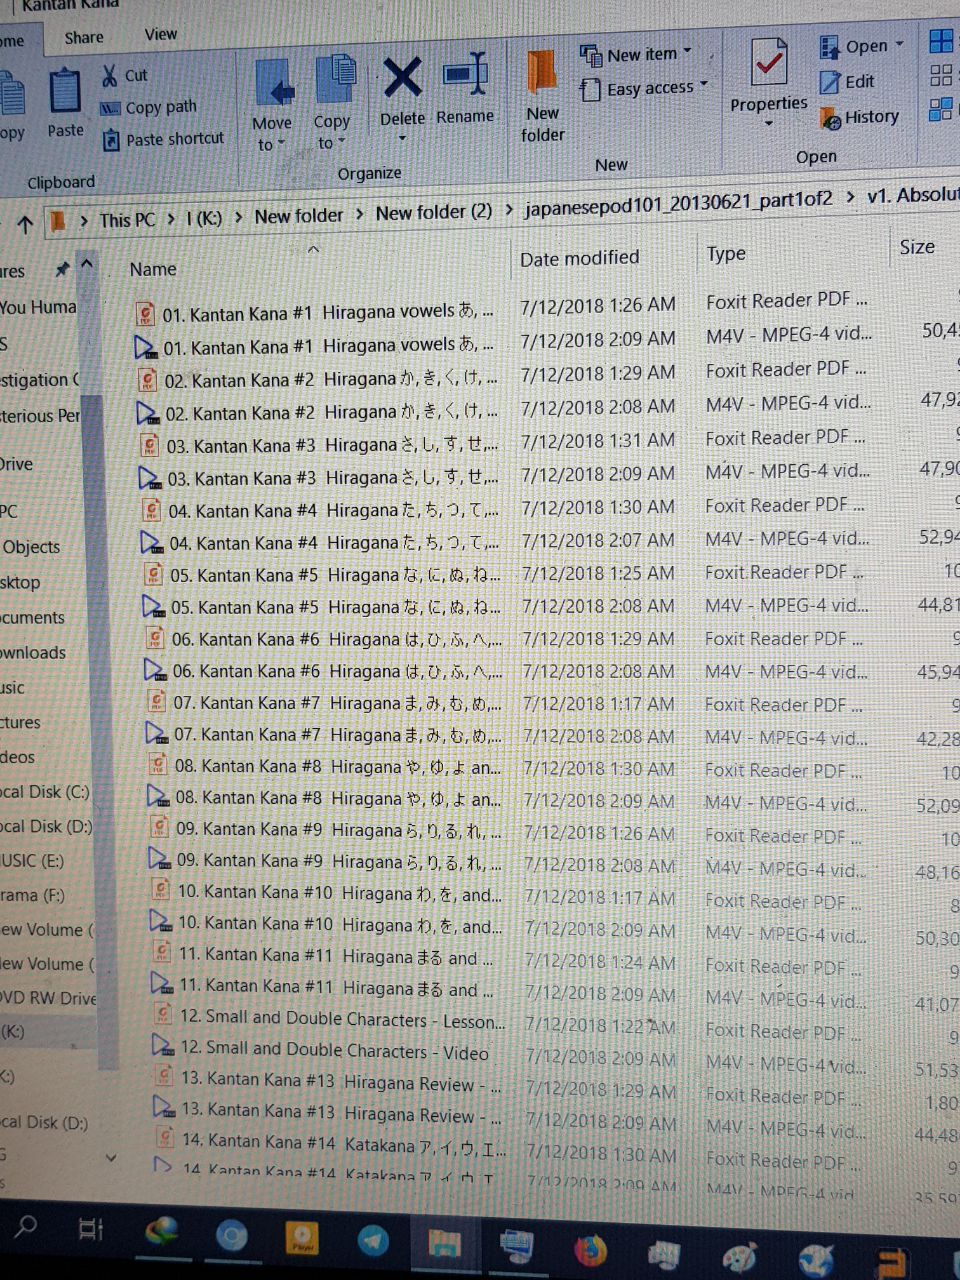 Kantan Kana
Share View
Cut
Copy path
Paste shortcut
Paste
Clipboard
Move to
Copy to
Delete
Rename
Organize
New folder
New item
Easy access
New
Properties
Open
Edit
History
Open
This PC > I (K:) > New folder > New folder (2) > japanesepod101_20130621_part1of2 > v1. Absolut
Name Date modified Type Size
01. Kantan Kana #1 Hiragana vowels あ, ... 7/12/2018 1:26 AM Foxit Reader PDF ...
01. Kantan Kana #1 Hiragana vowels あ, ... 7/12/2018 2:09 AM M4V - MPEG-4 vid... 50,4
02. Kantan Kana #2 Hiragana か, き, く, け, ... 7/12/2018 1:29 AM Foxit Reader PDF ...
02. Kantan Kana #2 Hiragana か, き, く, け, ... 7/12/2018 2:08 AM M4V - MPEG-4 vid... 47,92
03. Kantan Kana #3 Hiragana さ, し, す, せ,... 7/12/2018 1:31 AM Foxit Reader PDF ...
03. Kantan Kana #3 Hiragana さ, し, す, せ,... 7/12/2018 2:09 AM M4V - MPEG-4 vid... 47,90
04. Kantan Kana #4 Hiragana た, ち, つ, て,... 7/12/2018 1:30 AM Foxit Reader PDF ...
04. Kantan Kana #4 Hiragana た, ち, つ, て,... 7/12/2018 2:07 AM M4V - MPEG-4 vid... 52,94
05. Kantan Kana #5 Hiragana な, に, ぬ, ね... 7/12/2018 1:25 AM Foxit Reader PDF ... 10
05. Kantan Kana #5 Hiragana な, に, ぬ, ね... 7/12/2018 2:08 AM M4V - MPEG-4 vid... 44,81
06. Kantan Kana #6 Hiragana は, ひ, ふ, へ,... 7/12/2018 1:29 AM Foxit Reader PDF ... 9
06. Kantan Kana #6 Hiragana は, ひ, ふ, へ,... 7/12/2018 2:08 AM M4V - MPEG-4 vid... 45,94
07. Kantan Kana #7 Hiragana ま, み, む, め,... 7/12/2018 1:17 AM Foxit Reader PDF ... 9
07. Kantan Kana #7 Hiragana ま, み, む, め,... 7/12/2018 2:08 AM M4V - MPEG-4 vid... 42,28
08. Kantan Kana #8 Hiragana や, ゆ, よ an... 7/12/2018 1:30 AM Foxit Reader PDF ... 10
08. Kantan Kana #8 Hiragana や, ゆ, よ an... 7/12/2018 2:09 AM M4V - MPEG-4 vid... 52,09
09. Kantan Kana #9 Hiragana ら, り, る, れ, ... 7/12/2018 1:26 AM Foxit Reader PDF ... 10
09. Kantan Kana #9 Hiragana ら, り, る, れ, ... 7/12/2018 2:08 AM M4V - MPEG-4 vid... 48,16
10. Kantan Kana #10 Hiragana わ, を, and... 7/12/2018 1:17 AM Foxit Reader PDF ... 8
10. Kantan Kana #10 Hiragana わ, を, and... 7/12/2018 2:09 AM M4V - MPEG-4 vid... 50,30
11. Kantan Kana #11 Hiragana まる and ... 7/12/2018 1:24 AM Foxit Reader PDF ... 9
11. Kantan Kana #11 Hiragana まる and ... 7/12/2018 2:09 AM M4V - MPEG-4 vid... 41,07
12. Small and Double Characters - Lesson... 7/12/2018 1:22 AM Foxit Reader PDF ... 9
12. Small and Double Characters - Video 7/12/2018 2:09 AM M4V - MPEG-4 vid... 51,53
13. Kantan Kana #13 Hiragana Review - ... 7/12/2018 1:29 AM Foxit Reader PDF ... 1,80
13. Kantan Kana #13 Hiragana Review - ... 7/12/2018 2:09 AM M4V - MPEG-4 vid... 44,48
14. Kantan Kana #14 Katakana ア, イ, ウ, エ... 7/12/2018 1:30 AM Foxit Reader PDF ... 9
14. Kantan Kana #14 Katakana ア, イ, ウ, エ 7/12/2018 2:09 AM M4V - MPEG-4 vid
ures
You Huma
S
estigation C
sterious Per
Drive
PC
Objects
sktop
ocuments
ownloads
usic
ctures
deos
ocal Disk (C:)
ocal Disk (D:)
MUSIC (E:)
rama (F:)
ew Volume (
lew Volume (
DVD RW Drive
(K:)
K:)
cal Disk (D:)